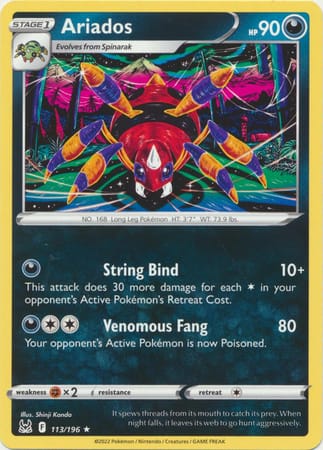 STAGE 1 Ariados HP 90
Evolves from Spinarak
NO. 168 Long Leg Pokémon HT: 3'7" WT: 73.9 lbs.
String Bind 10+
This attack does 30 more damage for each in your
opponent's Active Pokémon's Retreat Cost.
Venomous Fang 80
Your opponent's Active Pokémon is now Poisoned.
weakness ×2 resistance retreat
Illus. Shinji Kanda
F 113/196 ★
It spews threads from its mouth to catch its prey. When
night falls, it leaves its web to go hunt aggressively.
©2022 Pokémon / Nintendo / Creatures / GAME FREAK